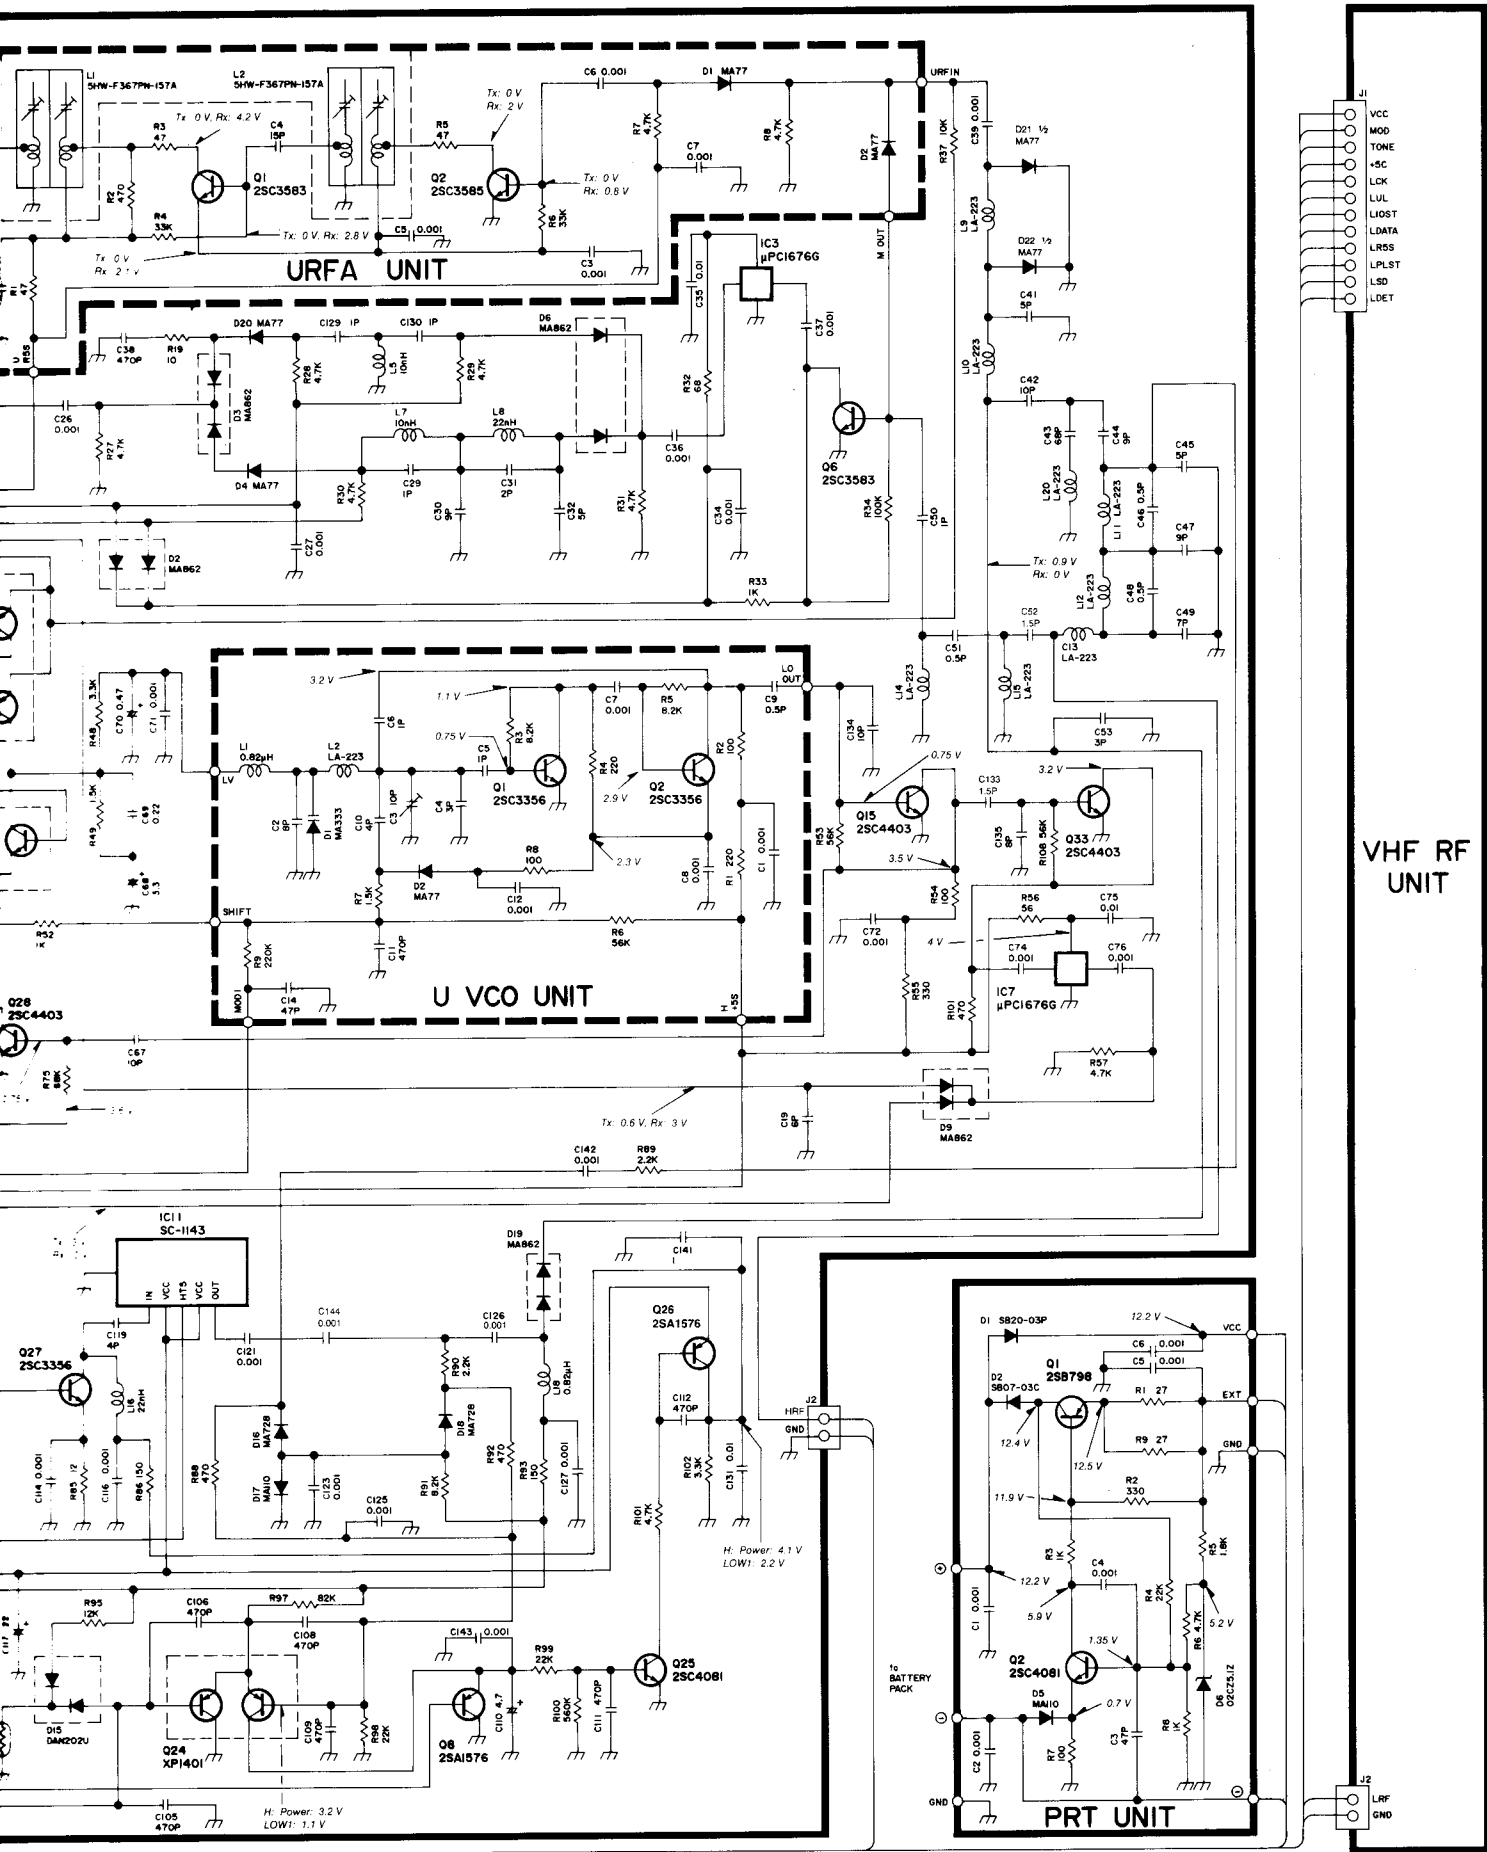 L1
5HW-F367PN-157A
L2
5HW-F367PN-157A
Tx: 0 V, Rx: 4.2 V
R3
47
C4
15P
R5
47
Tx: 0 V
Rx: 2 V
C6 0.001
D1 MA77
URFIN
R7 4.7K
R8 4.7K
C7
0.001
D2
MA77
R37 10K
C39 0.001
D21 1/2
MA77
R2
470
R4
33K
Q1
2SC3583
Q2
2SC3585
Tx: 0 V
Rx: 0.8 V
R6
33K
Tx: 0 V, Rx: 2.8 V
C5 0.001
C3
0.001
Tx: 0 V
Rx: 2.1 V
R1
47
URFA UNIT
M OUT
L9
LA-223
D22 1/2
MA77
C41
5P
IC3
µPC1676G
C35 0.01
C37
0.001
U
R5S
C38
470P
R19
10
D20 MA77
C129 1P
C130 1P
D6
MA862
D3
MA862
R28
4.7K
L5
10nH
R29
4.7K
R32
68
L10
LA-223
C42
10P
C26
0.001
R27
4.7K
L7
10nH
L8
22nH
C36
0.001
Q6
2SC3583
C43
68P
C44
9P
C45
5P
D4 MA77
R30
4.7K
C29
1P
C31
2P
C30
9P
C32
5P
R31
4.7K
C34
0.001
R34
100K
C50
1P
L20
LA-223
L11
LA-223
C46 0.5P
C47
9P
C27
0.001
D2
MA862
R33
1K
Tx: 0.9 V
Rx: 0 V
L12
LA-223
C48
0.5P
C49
7P
C51
0.5P
C52
1.5P
C13
LA-223
L14
LA-223
L15
LA-223
C53
3P
R48
3.3K
C70 0.47
C71 0.001
R49
1.5K
C69
0.22
C68
3.3
R52
1K
3.2 V
1.1 V
LO
OUT
L1
0.82µH
LV
L2
LA-223
C6
1P
0.75 V
C5
1P
R3
8.2K
C7
0.001
R5
8.2K
C9
0.5P
R2
100
R4
220
Q1
2SC3356
Q2
2SC3356
2.9 V
C2
8P
D1
MA333
C10
4P
C3 10P
C4
3P
2.3 V
R8
100
D2
MA77
C12
0.001
R7
1.5K
C8
0.001
R1 220
C1 0.001
SHIFT
R9
220K
C11
470P
R6
56K
C14
47P
MOD1
U VCO UNIT
H
+5S
C134
10P
0.75 V
3.2 V
Q15
2SC4403
C133
1.5P
C135
8P
R108 56K
Q33
2SC4403
R53
56K
3.5 V
R54
100
C72
0.001
R56
56
C75
0.01
4 V
C74
0.001
C76
0.001
IC7
µPC1676G
R55
330
R101
470
R57
4.7K
Q28
2SC4403
C67
10P
R75
68K
Tx: 0.6 V, Rx: 3 V
C19
6P
D9
MA862
C142
0.001
R89
2.2K
IC11
SC-1143
IN
VCC
HTS
VCC
OUT
C119
4P
Q27
2SC3356
L16
22nH
C121
0.001
C144
0.001
C126
0.001
D19
MA862
C141
1
Q26
2SA1576
L18
0.82µH
R90
2.2K
D16
MA728
D18
MA728
R88
470
D17
MA110
C123
0.001
R91
8.2K
R92
470
R93
150
C127 0.001
C114 0.001
R85 12
C116 0.001
R86 150
C125
0.001
C112
470P
R102
3.3K
C131 0.01
R101
4.7K
H: Power: 4.1 V
LOW1: 2.2 V
J2
HRF
GND
R95
12K
C106
470P
R97
82K
C108
470P
C143 0.001
R99
22K
Q25
2SC4081
D15
DAN202U
Q24
XP1401
C109
470P
R98
22K
Q8
2SA1576
C110 4.7
R100
560K
C111 470P
C105
470P
H: Power: 3.2 V
LOW1: 1.1 V
D1 SB20-03P
12.2 V
VCC
C6 0.001
C5 0.001
D2
SB07-03C
Q1
2SB798
R1 27
EXT
12.4 V
R9 27
GND
12.5 V
R2
330
11.9 V
R3
1K
R5
1.8K
C4
0.001
12.2 V
5.9 V
R4
22K
R6 4.7K
5.2 V
C1 0.001
1.35 V
Q2
2SC4081
to
BATTERY
PACK
D5
MA110
0.7 V
D6
02CZ5.1Z
C2 0.001
R7
100
C3
47P
R8
1K
GND
PRT UNIT
J1
VCC
MOD
TONE
+5C
LCK
LUL
LIOST
LDATA
LR5S
LPLST
LSD
LDET
VHF RF
UNIT
J2
LRF
GND